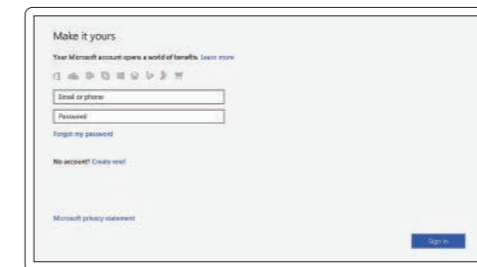 Make it yours
Your Microsoft account opens a world of benefits. Learn more
Email or phone
Password
Forgot my password
No account? Create one!
Microsoft privacy statement
Sign in